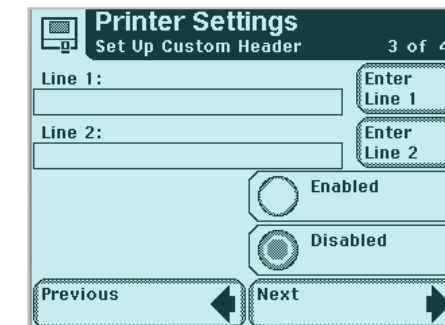 Printer Settings
Set Up Custom Header 3 of 4
Line 1:
Enter
Line 1
Line 2:
Enter
Line 2
Enabled
Disabled
Previous
Next